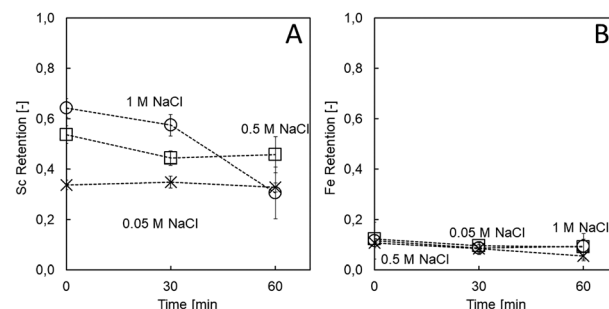 A
1,0
0,8
0,6
0,4
0,2
0,0
Sc Retention [-]
1 M NaCl
0.5 M NaCl
0.05 M NaCl
0 30 60
Time [min
B
1,0
0,8
0,6
0,4
0,2
0,0
Fe Retention [-]
0.05 M NaCl
1 M NaCl
0.5 M NaCl
0 30 60
Time [min